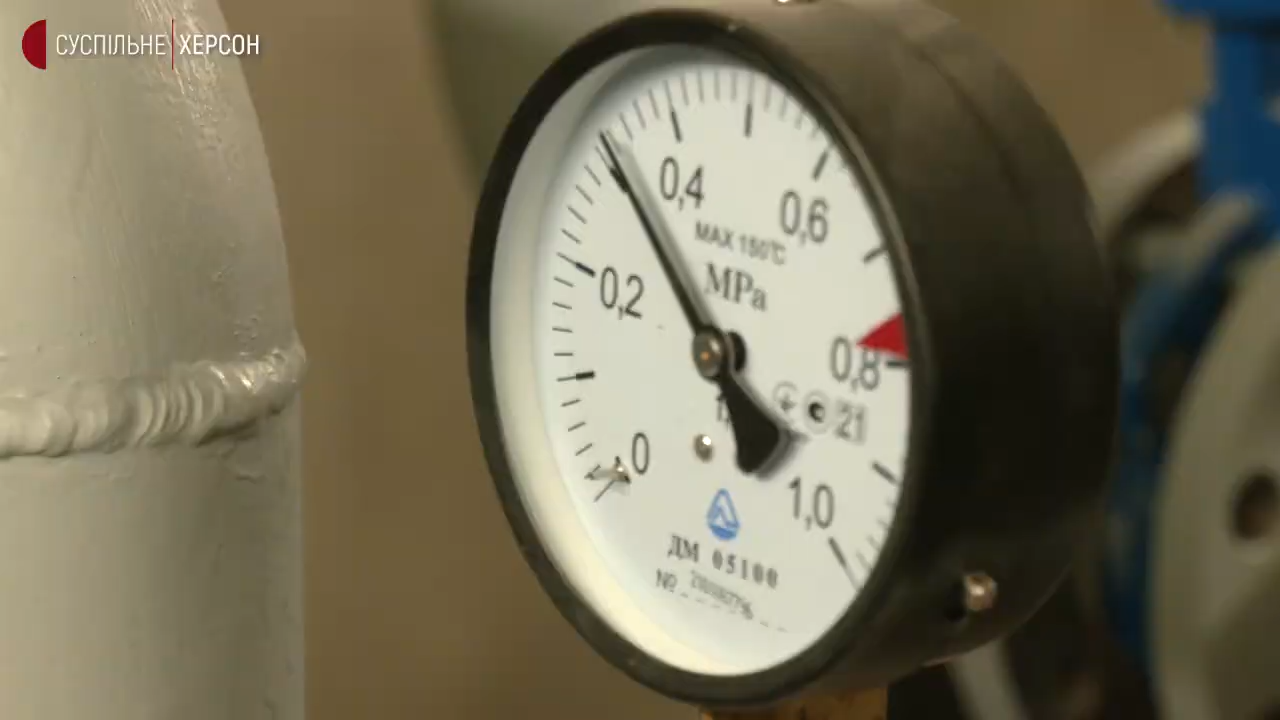 СУСПІЛЬНЕ ХЕРСОН
0,4
0,6
MAX 150°C
MPa
0,2
0,8
21
0
1,0
ДМ 05100
№